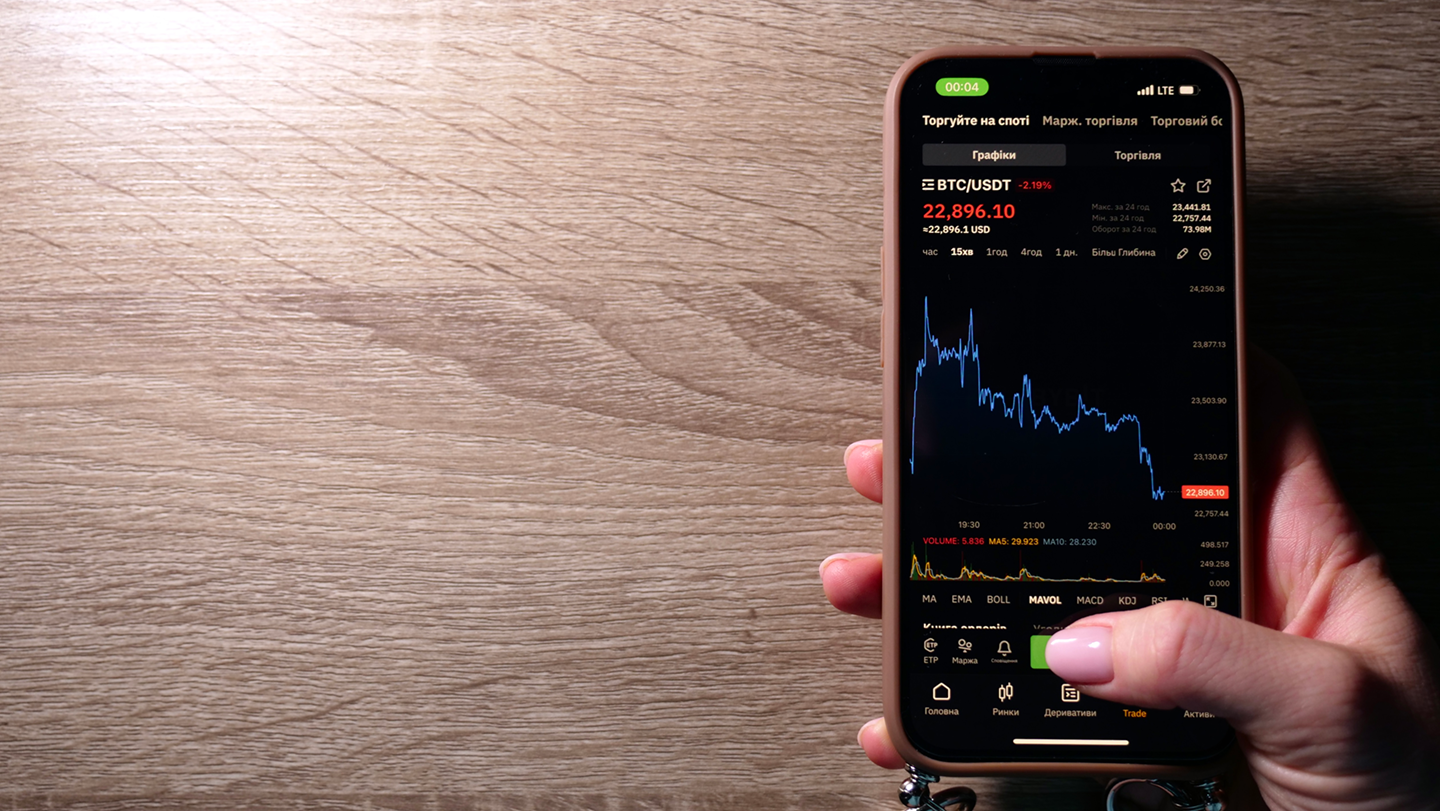 00:04 LTE
Торгуйте на споті Марж. торгівля Торговий бо
Графіки Торгівля
BTC/USDT -2.19%
22,896.10
≈22,896.1 USD
Макс. за 24 год 23,441.81
Мін. за 24 год 22,757.44
Оборот за 24 год 73.98M
час 15хв 1год 4год 1 дн. Більш Глибина
24,250.36
23,877.13
23,503.90
23,130.67
22,896.10
22,757.44
19:30 21:00 22:30 00:00
VOLUME: 5.836 MA5: 29.923 MA10: 28.230
498.517
249.258
0.000
MA EMA BOLL MAVOL MACD KDJ RSI
Книга ордерів
ETP
ETP Маржа Сповіщення
Головна Ринки Деривативи Trade Активи